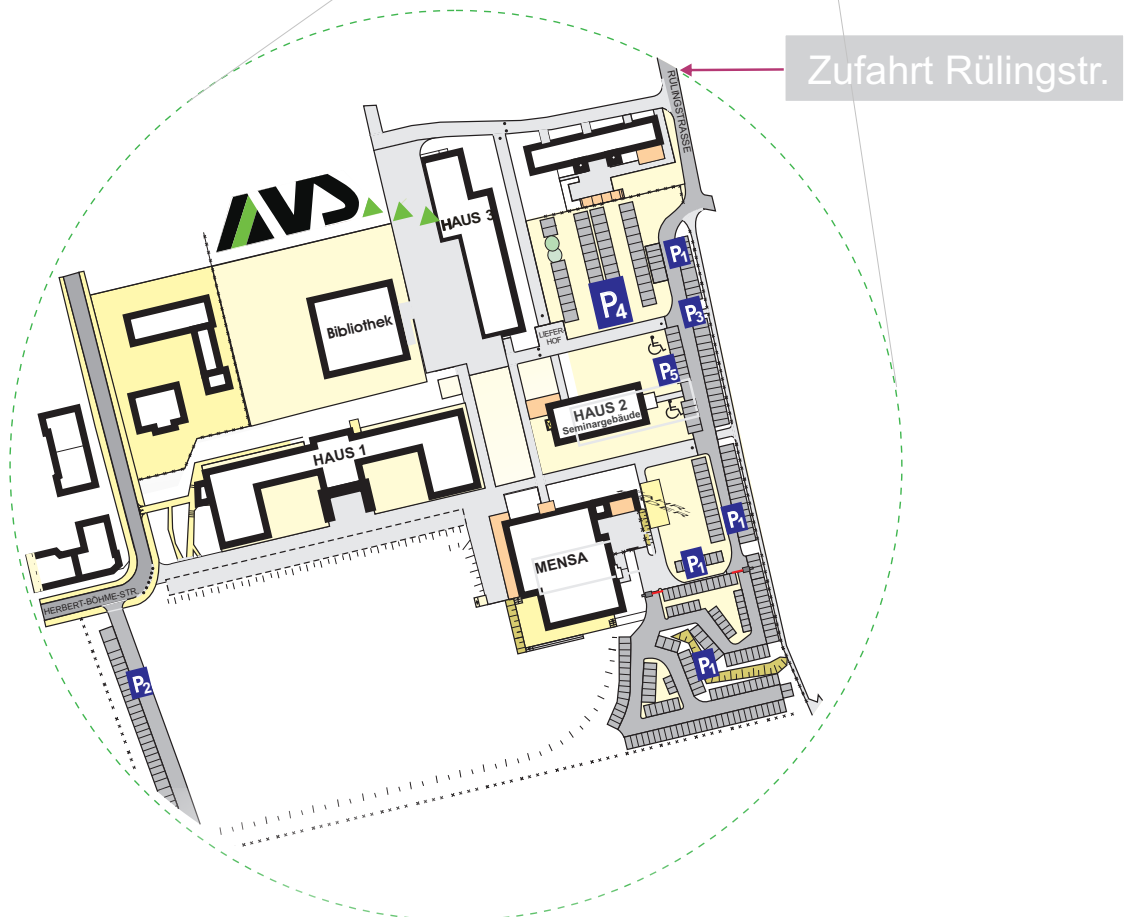 Zufahrt Rülingstr.
RÜLINGSTRASSE
AVS
HAUS 3
P1
P4
P3
LIEFER-
HOF
Bibliothek
P5
HAUS 2
Seminargebäude
HAUS 1
P1
MENSA
P1
HERBERT-BÖHME-STR.
P1
P2